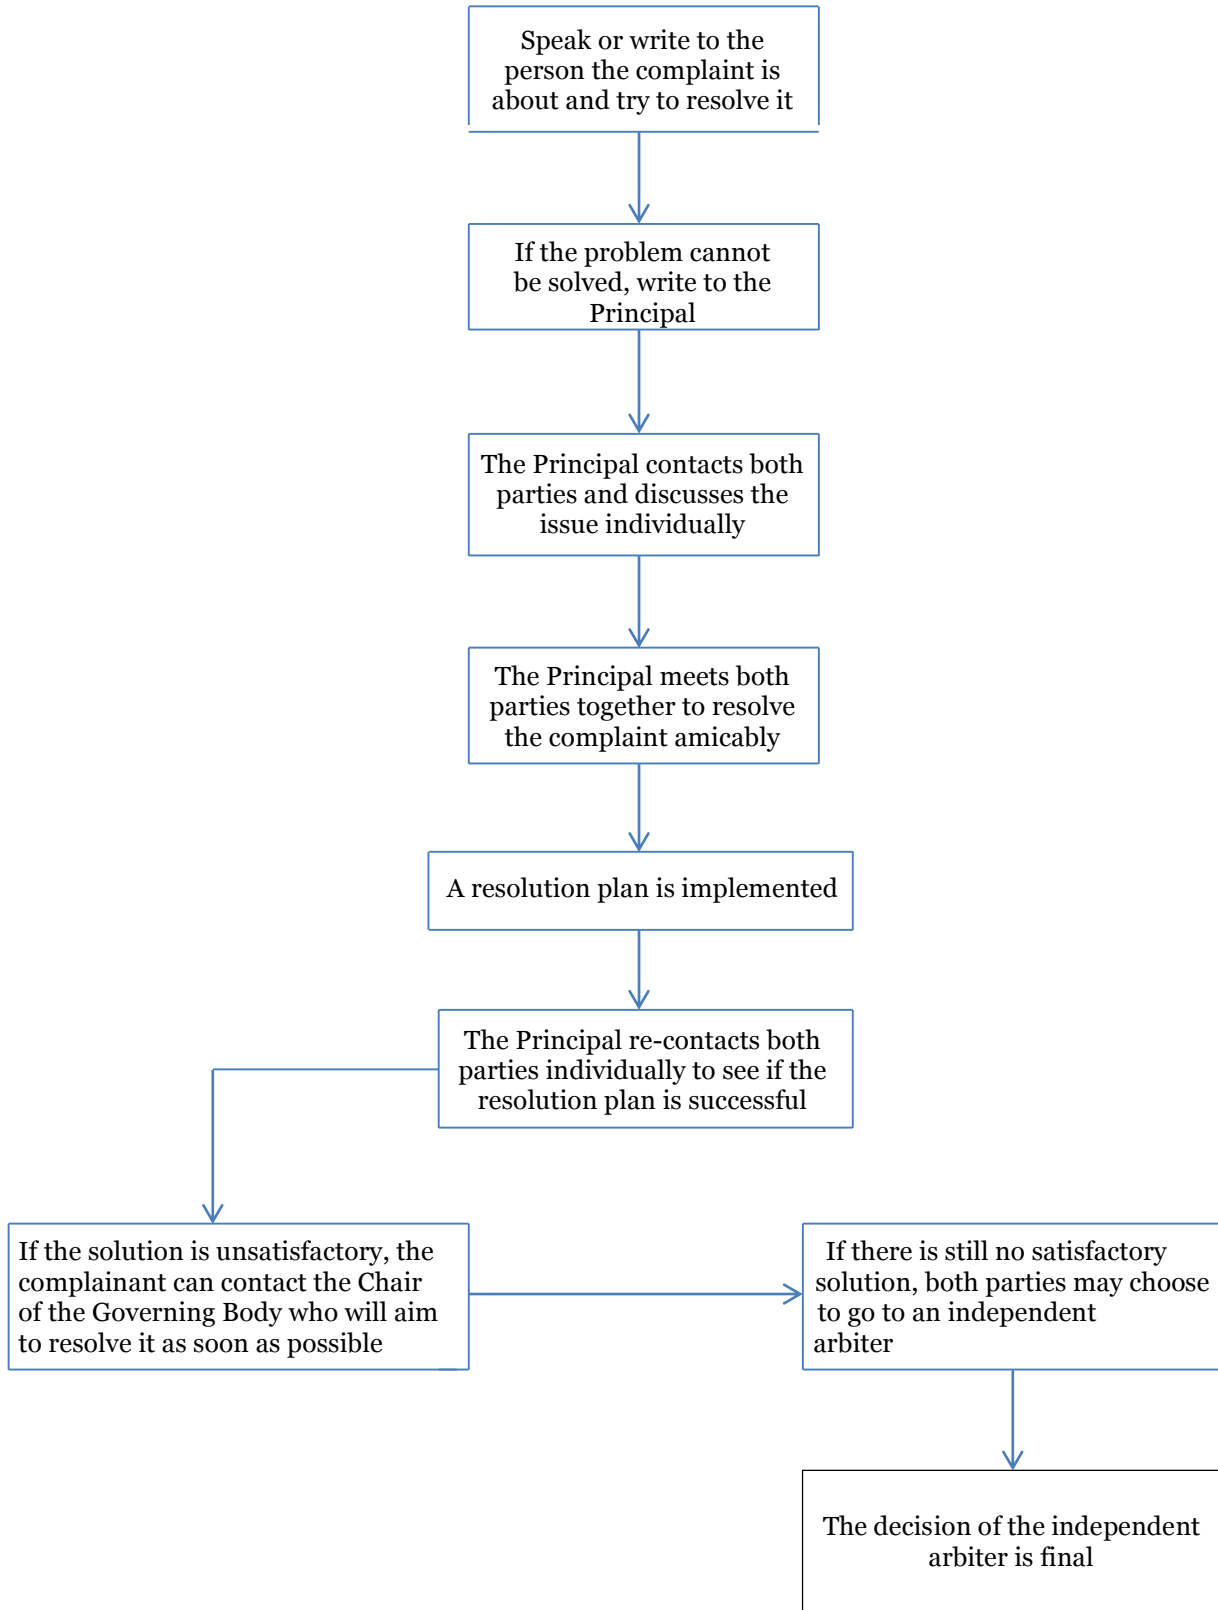 Speak or write to the
person the complaint is
about and try to resolve it
If the problem cannot
be solved, write to the
Principal
The Principal contacts both
parties and discusses the
issue individually
The Principal meets both
parties together to resolve
the complaint amicably
A resolution plan is implemented
The Principal re-contacts both
parties individually to see if the
resolution plan is successful
If the solution is unsatisfactory, the
complainant can contact the Chair
of the Governing Body who will aim
to resolve it as soon as possible
If there is still no satisfactory
solution, both parties may choose
to go to an independent
arbiter
The decision of the independent
arbiter is final